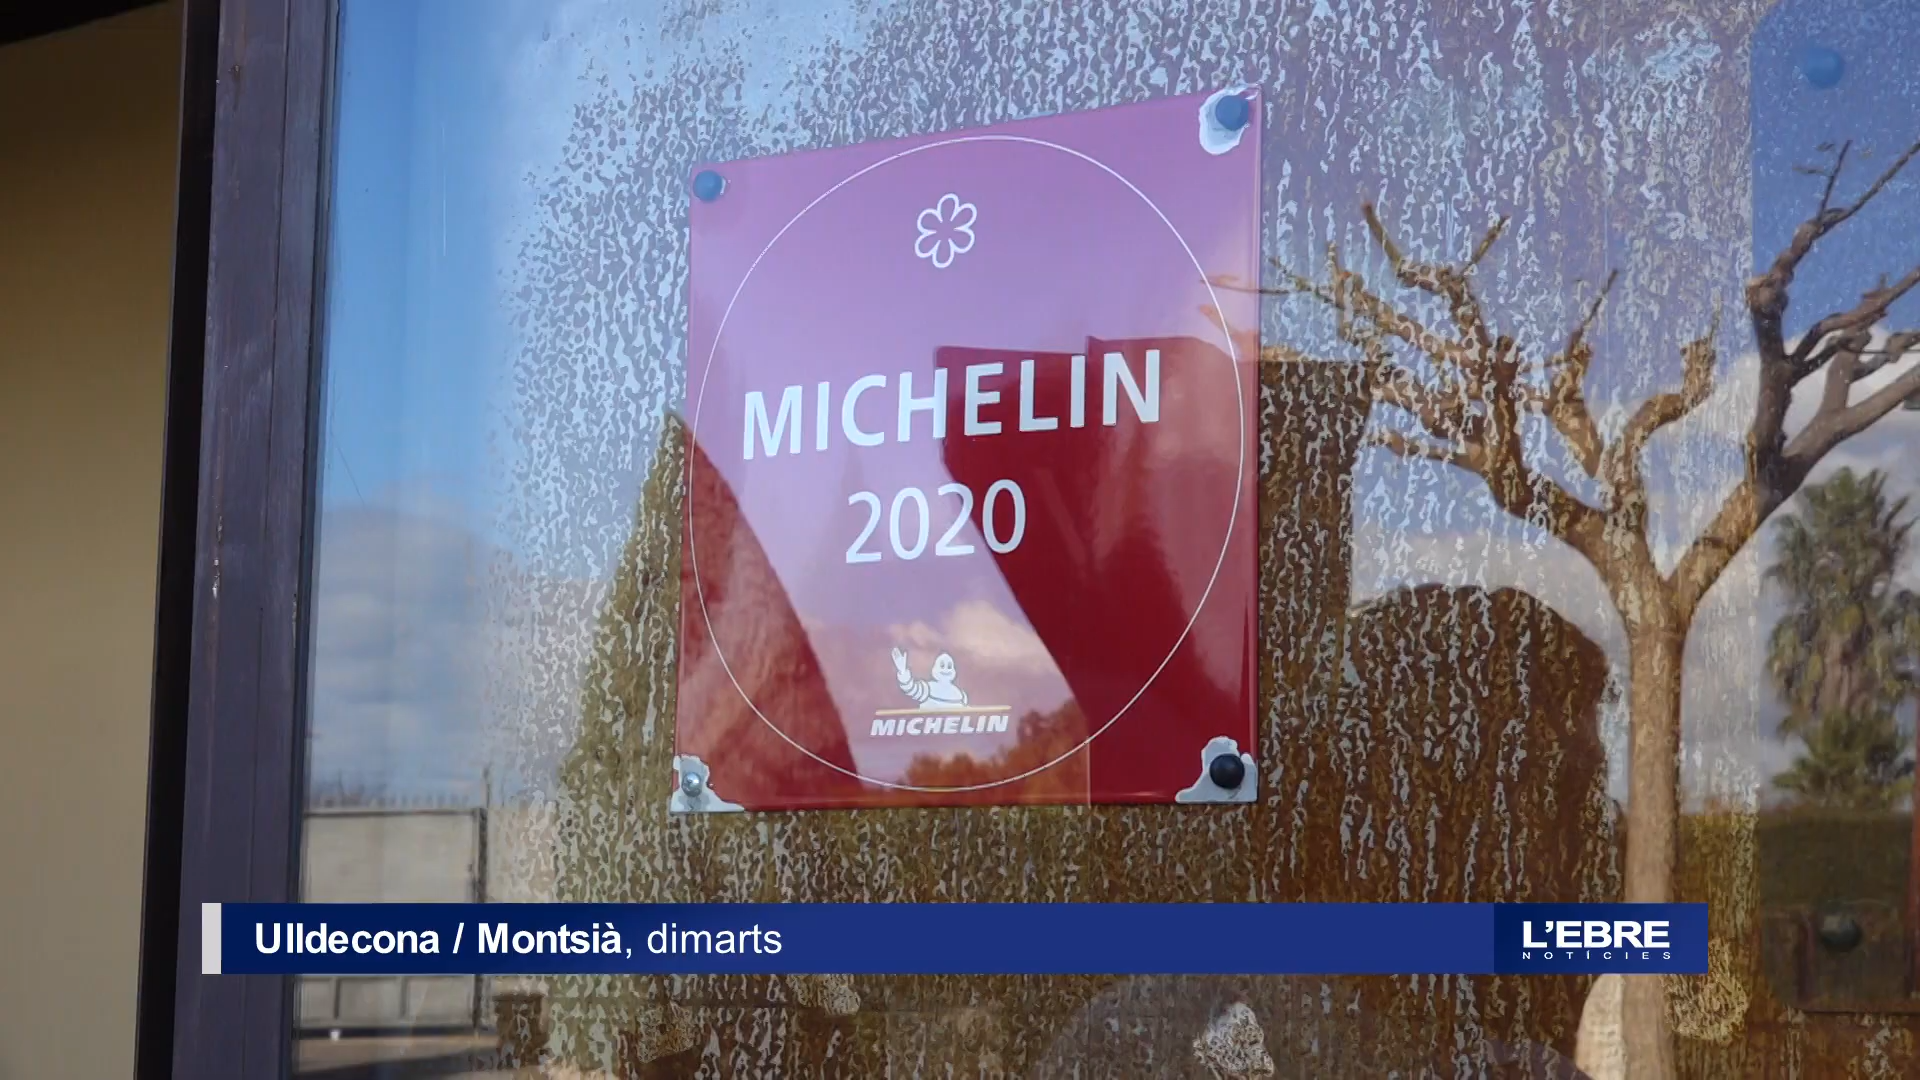 MICHELIN
2020
MICHELIN
Ulldecona / Montsià, dimarts
L'EBRE
NOTÍCIES